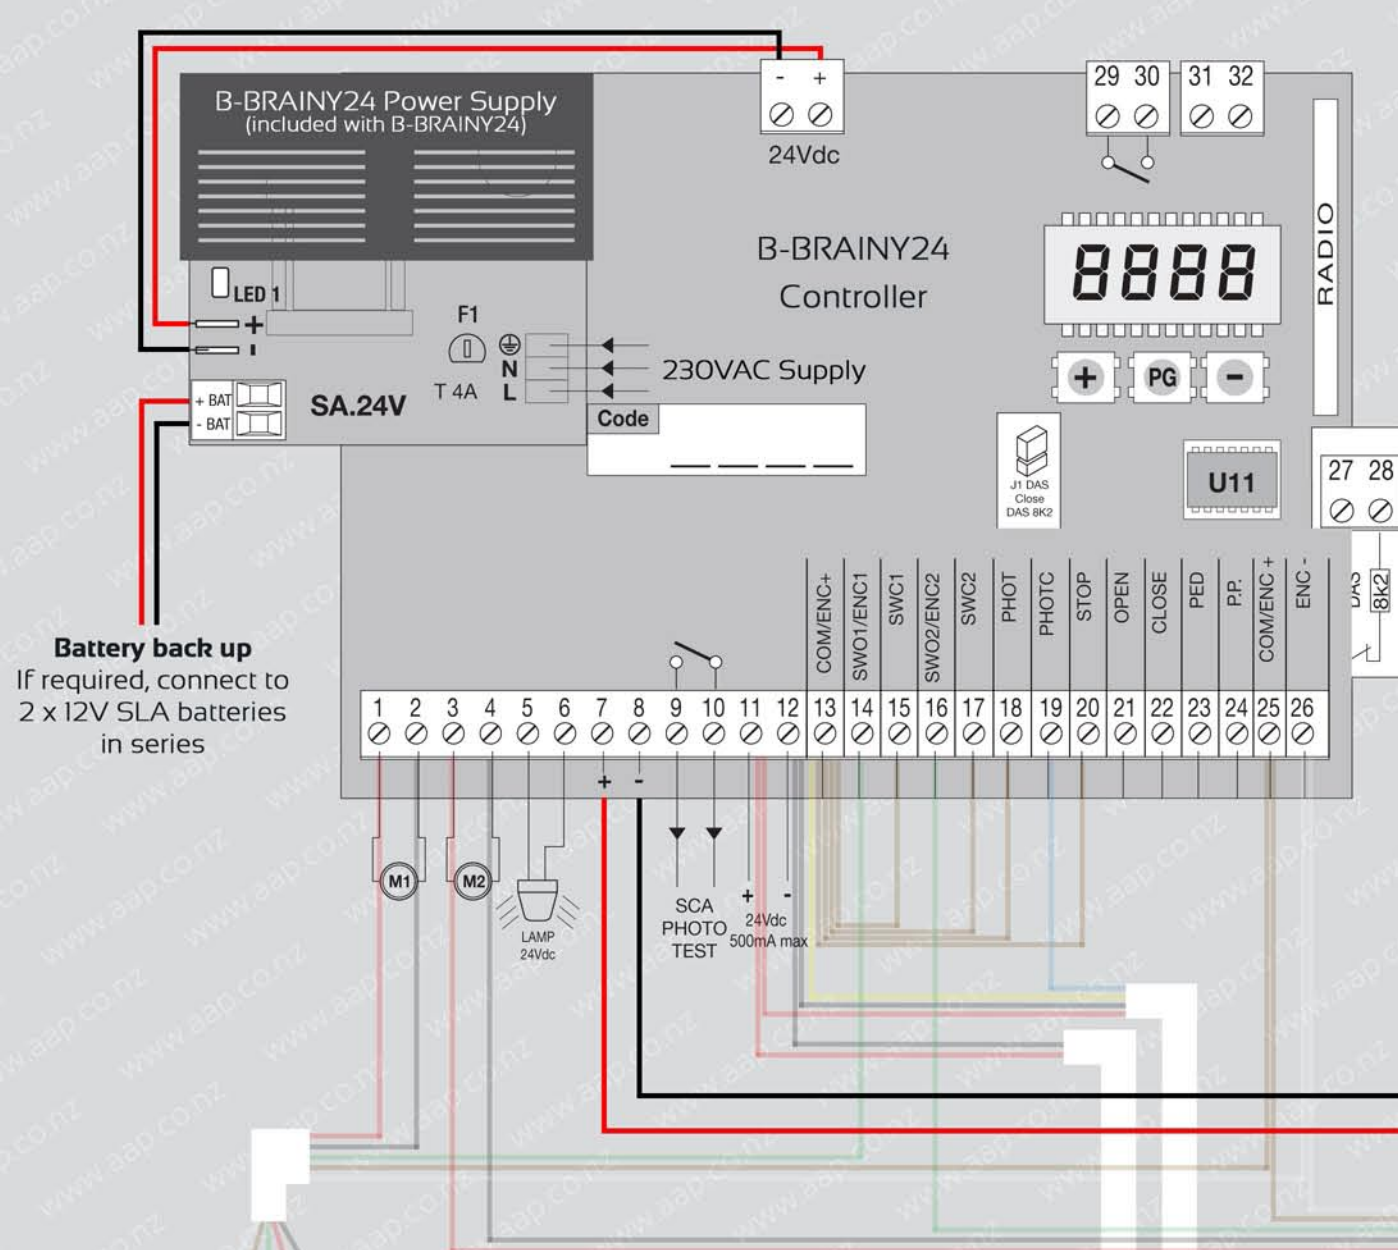 B-BRAINY24 Power Supply
(included with B-BRAINY24)
- +
24Vdc
29 30 31 32
RADIO
B-BRAINY24
Controller
8888
LED 1
+
-
F1
T 4A
N
L
230VAC Supply
+ BAT
- BAT
SA.24V
Code
+ PG -
J1 DAS
Close
DAS 8K2
U11
27 28
DAS
8k2
Battery back up
If required, connect to
2 x 12V SLA batteries
in series
COM/ENC+
SWO1/ENC1
SWC1
SWO2/ENC2
SWC2
PHOT
PHOTC
STOP
OPEN
CLOSE
PED
P.P.
COM/ENC +
ENC -
1 2 3 4 5 6 7 8 9 10 11 12 13 14 15 16 17 18 19 20 21 22 23 24 25 26
+ -
M1
M2
LAMP
24Vdc
SCA
PHOTO
TEST
+ -
24Vdc
500mA max
www.aap.co.nz